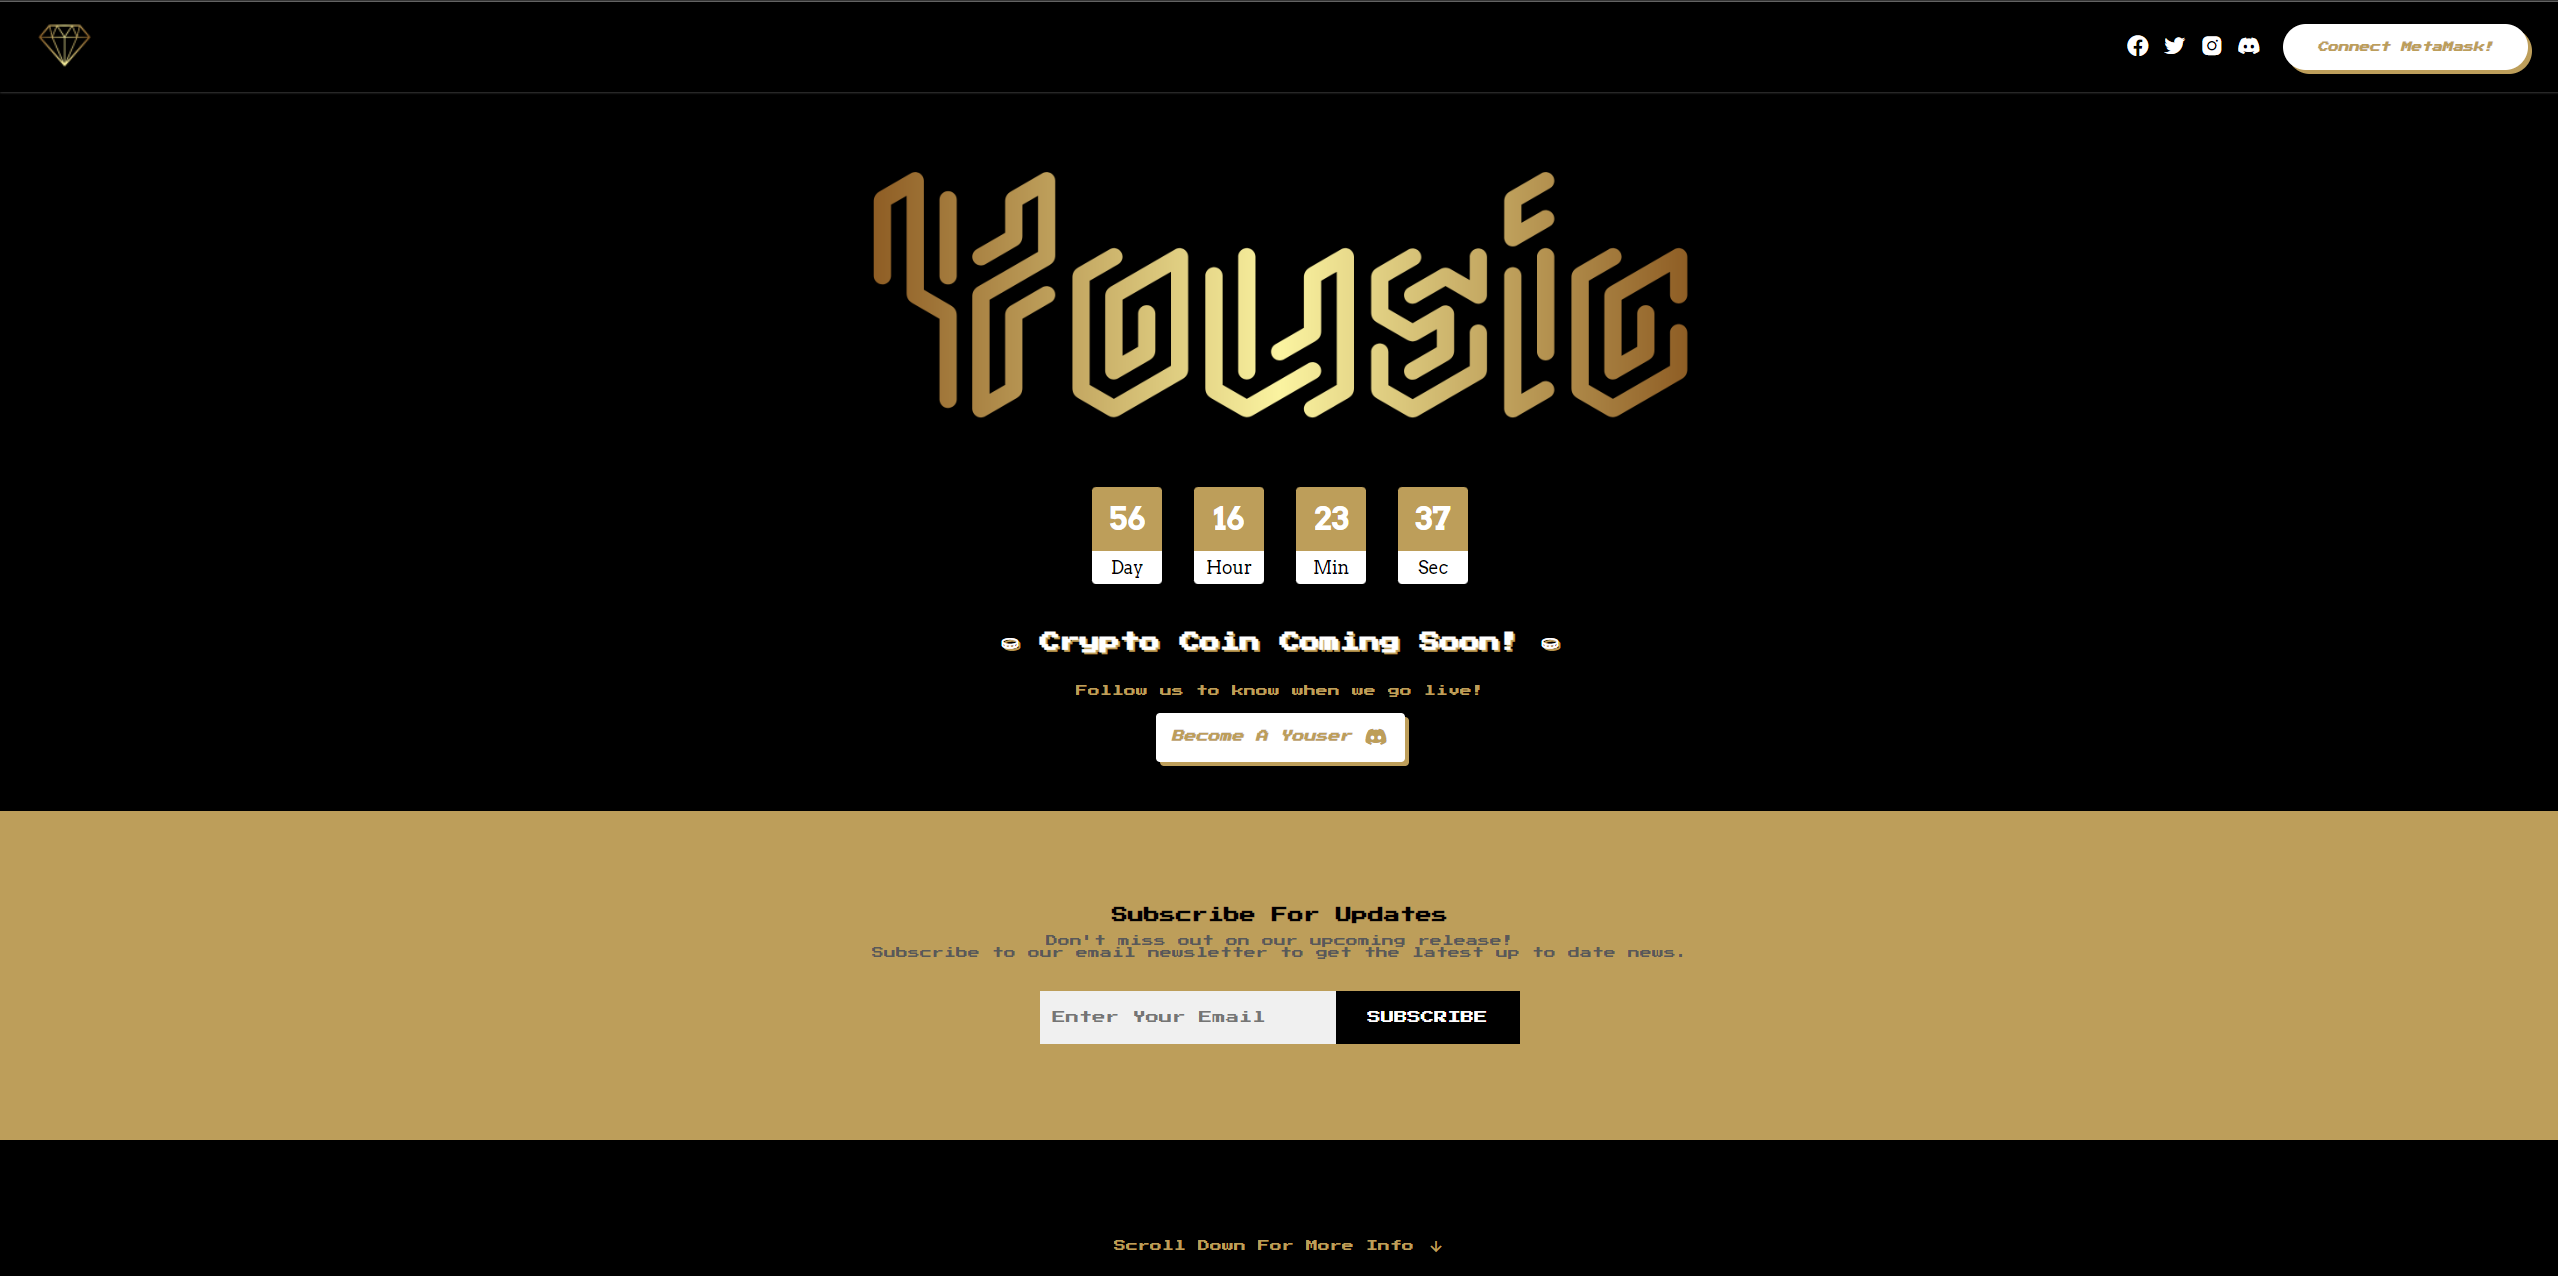 Connect MetaMask!
Yousic
56 16 23 37
Day Hour Min Sec
Crypto Coin Coming Soon!
Follow us to know when we go live!
Become A Youser
Subscribe For Updates
Don't miss out on our upcoming release!
Subscribe to our email newsletter to get the latest up to date news.
Enter Your Email SUBSCRIBE
Scroll Down For More Info ↓